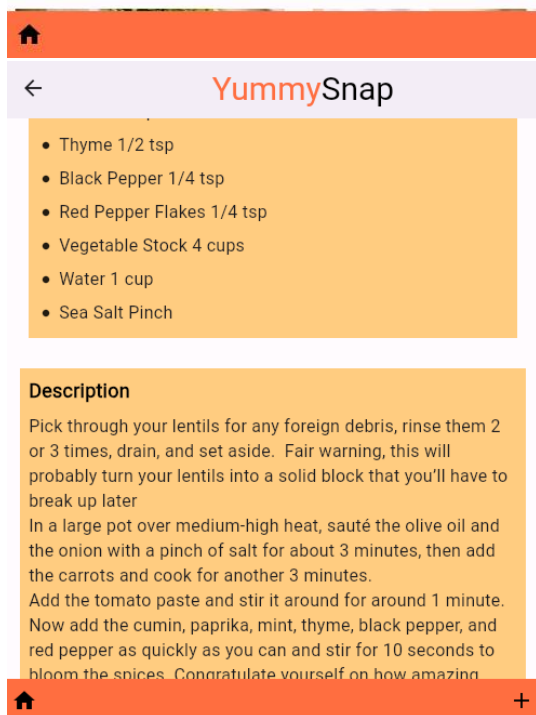 YummySnap
Thyme 1/2 tsp
Black Pepper 1/4 tsp
Red Pepper Flakes 1/4 tsp
Vegetable Stock 4 cups
Water 1 cup
Sea Salt Pinch
Description
Pick through your lentils for any foreign debris, rinse them 2
or 3 times, drain, and set aside.  Fair warning, this will
probably turn your lentils into a solid block that you’ll have to
break up later
In a large pot over medium-high heat, sauté the olive oil and
the onion with a pinch of salt for about 3 minutes, then add
the carrots and cook for another 3 minutes.
Add the tomato paste and stir it around for around 1 minute.
Now add the cumin, paprika, mint, thyme, black pepper, and
red pepper as quickly as you can and stir for 10 seconds to
bloom the spices. Congratulate yourself on how amazing